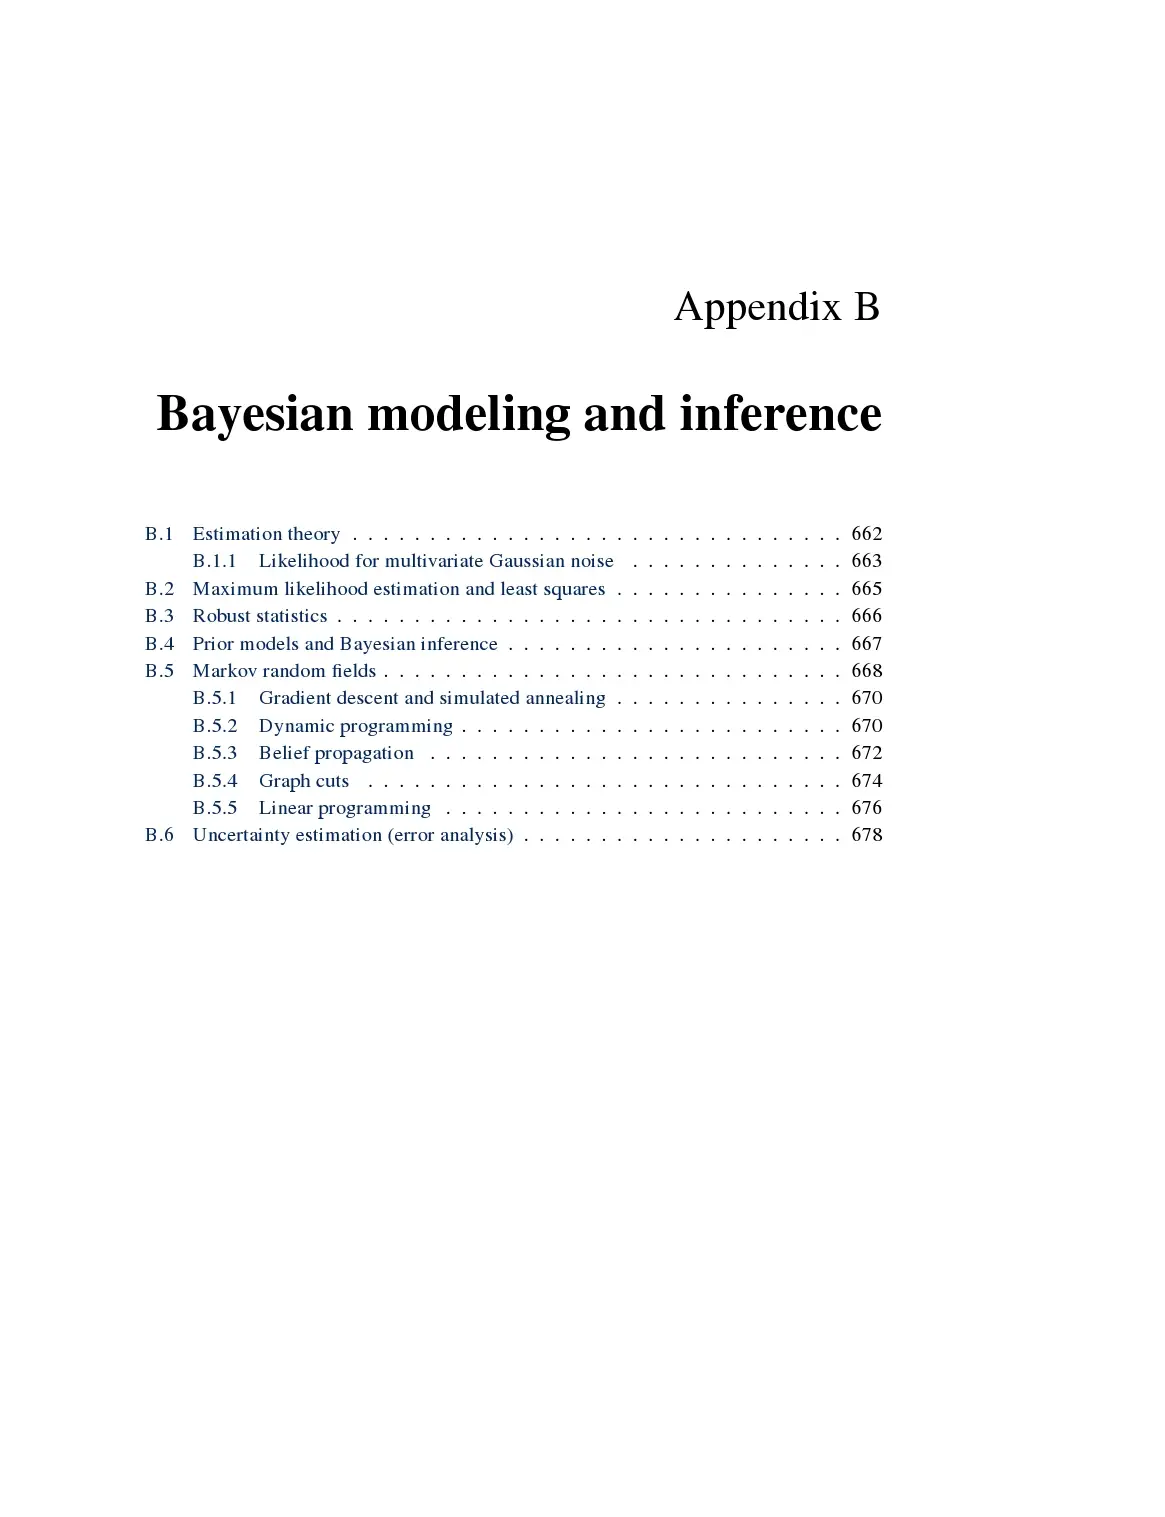 Appendix B
Bayesian modeling and inference
B.1 Estimation theory . . . . . . . . . . . . . . . . . . . . . . . . . . . . . . . . 662
B.1.1 Likelihood for multivariate Gaussian noise . . . . . . . . . . . . . . 663
B.2 Maximum likelihood estimation and least squares . . . . . . . . . . . . . . . 665
B.3 Robust statistics . . . . . . . . . . . . . . . . . . . . . . . . . . . . . . . . . 666
B.4 Prior models and Bayesian inference . . . . . . . . . . . . . . . . . . . . . . 667
B.5 Markov random fields . . . . . . . . . . . . . . . . . . . . . . . . . . . . . . 668
B.5.1 Gradient descent and simulated annealing . . . . . . . . . . . . . . . 670
B.5.2 Dynamic programming . . . . . . . . . . . . . . . . . . . . . . . . . 670
B.5.3 Belief propagation . . . . . . . . . . . . . . . . . . . . . . . . . . . 672
B.5.4 Graph cuts . . . . . . . . . . . . . . . . . . . . . . . . . . . . . . . 674
B.5.5 Linear programming . . . . . . . . . . . . . . . . . . . . . . . . . . 676
B.6 Uncertainty estimation (error analysis) . . . . . . . . . . . . . . . . . . . . . 678